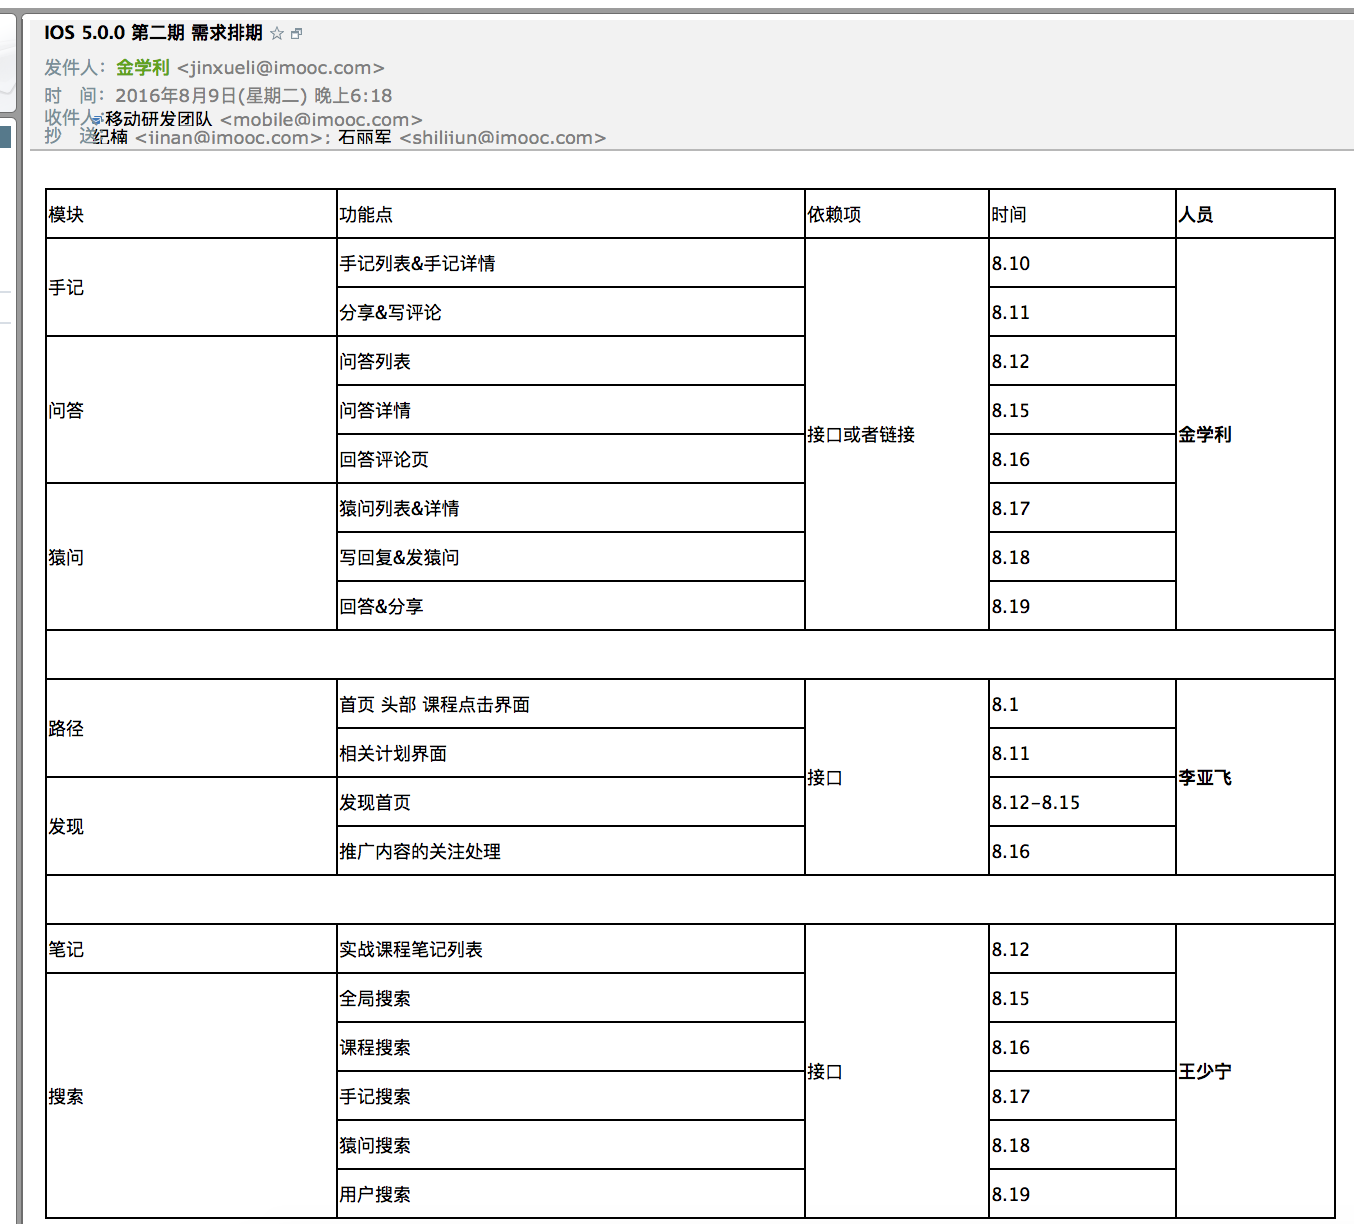 IOS 5.0.0 第二期 需求排期
发件人：金学利 <jinxueli@imooc.com>
时 间：2016年8月9日(星期二) 晚上6:18
收件人：移动研发团队 <mobile@imooc.com>
抄 送：纪楠 <jinan@imooc.com>; 石丽军 <shilijun@imooc.com>
模块 功能点 依赖项 时间 人员
手记列表&手记详情 8.10
手记
分享&写评论 8.11
问答列表 8.12
问答 问答详情 8.15
接口或者链接 金学利
回答评论页 8.16
猿问列表&详情 8.17
猿问 写回复&发猿问 8.18
回答&分享 8.19
首页 头部 课程点击界面 8.1
路径
相关计划界面 8.11
接口 李亚飞
发现首页 8.12-8.15
发现
推广内容的关注处理 8.16
笔记 实战课程笔记列表 8.12
全局搜索 8.15
课程搜索 8.16
接口 王少宁
搜索 手记搜索 8.17
猿问搜索 8.18
用户搜索 8.19